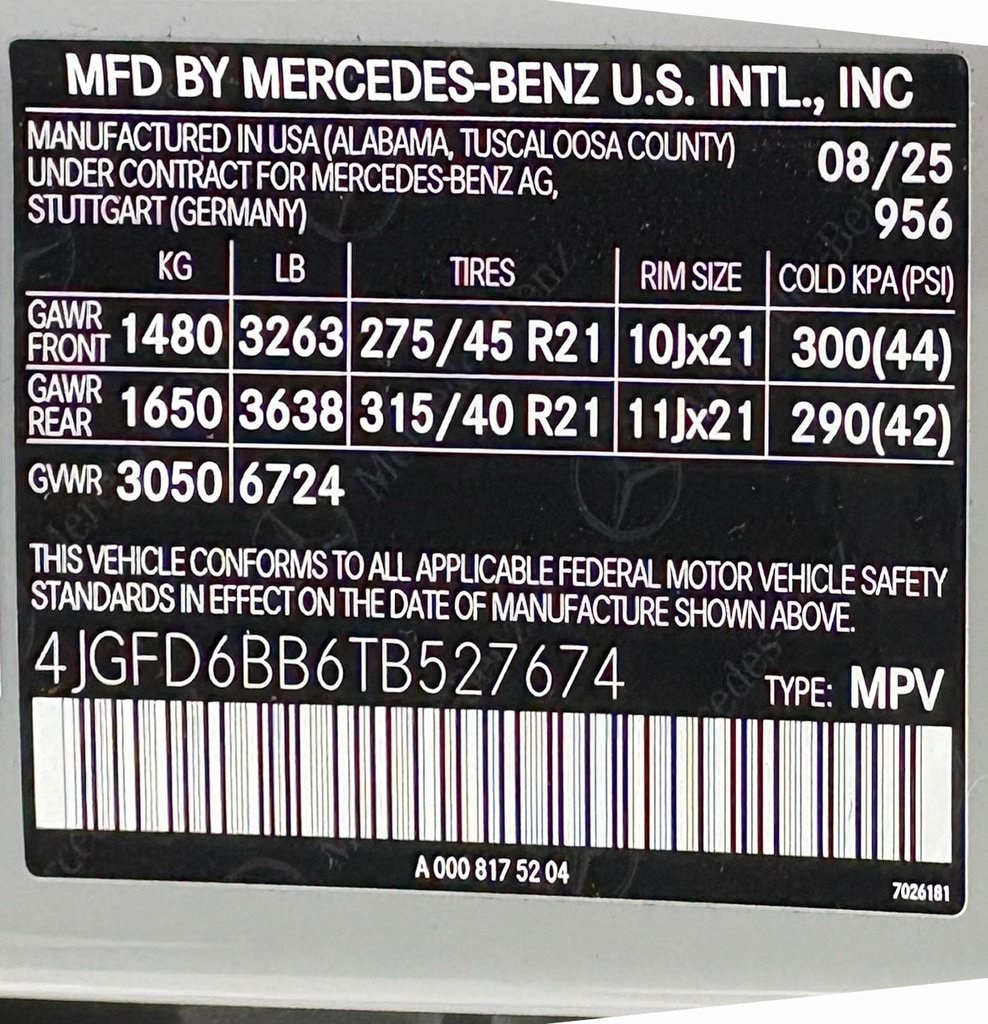 MFD BY MERCEDES-BENZ U.S. INTL., INC
MANUFACTURED IN USA (ALABAMA, TUSCALOOSA COUNTY) 08/25
UNDER CONTRACT FOR MERCEDES-BENZ AG,
STUTTGART (GERMANY) 956
KG LB TIRES RIM SIZE COLD KPA (PSI)
GAWR FRONT 1480 3263 275/45 R21 10Jx21 300(44)
GAWR REAR 1650 3638 315/40 R21 11Jx21 290(42)
GVWR 3050 6724
THIS VEHICLE CONFORMS TO ALL APPLICABLE FEDERAL MOTOR VEHICLE SAFETY
STANDARDS IN EFFECT ON THE DATE OF MANUFACTURE SHOWN ABOVE.
4JGFD6BB6TB527674 TYPE: MPV
A 000 817 52 04
7026181